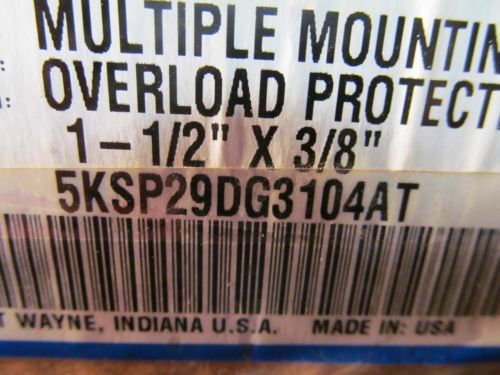 MULTIPLE MOUNTIN
OVERLOAD PROTECT
1-1/2" X 3/8"
5KSP29DG3104AT
T WAYNE, INDIANA U.S.A. MADE IN: USA